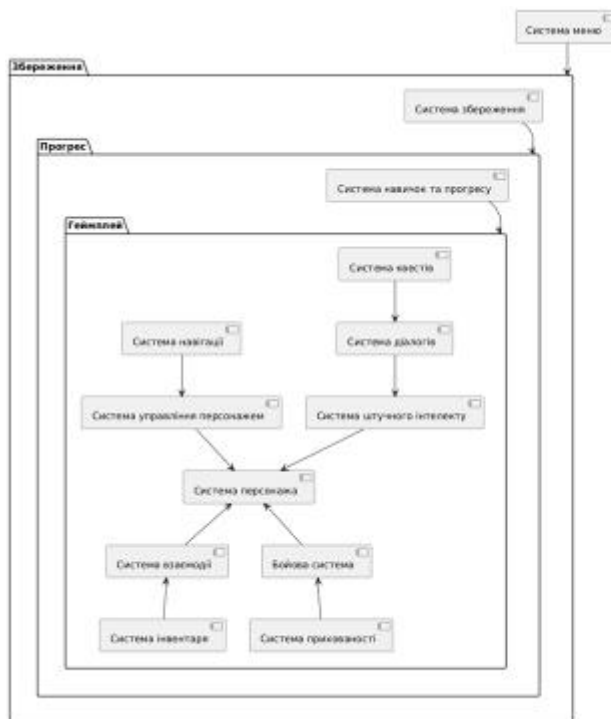 Система меню
Збереження
Система збереження
Прогрес
Система навичок та прогресу
Геймплей
Система квестів
Система навігації
Система діалогів
Система управління персонажем
Система штучного інтелекту
Система персонажа
Система взаємодії
Бойова система
Система інвентаря
Система прихованості